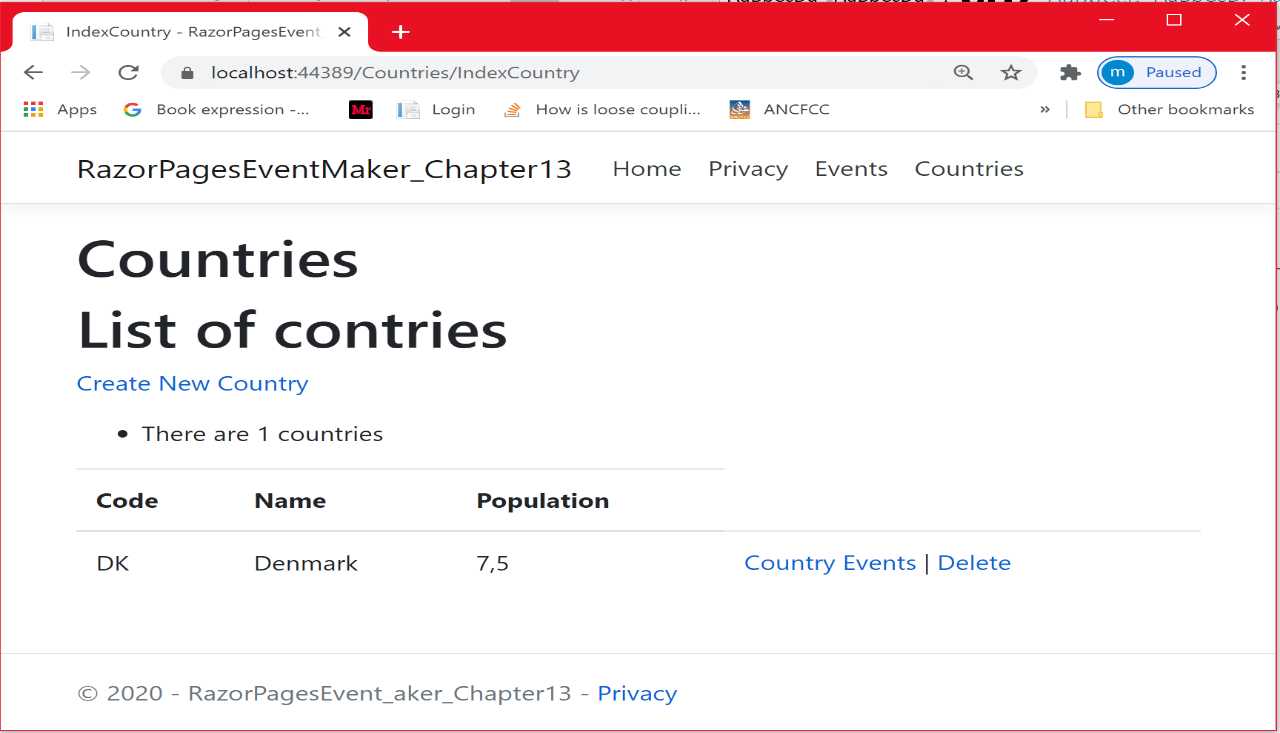 IndexCountry - RazorPagesEvent
localhost:44389/Countries/IndexCountry
m Paused
Apps Book expression -... Mr Login How is loose coupli... ANCFCC » Other bookmarks
RazorPagesEventMaker_Chapter13 Home Privacy Events Countries
Countries
List of contries
Create New Country
• There are 1 countries
Code Name Population
DK Denmark 7,5 Country Events | Delete
© 2020 - RazorPagesEvent_aker_Chapter13 - Privacy